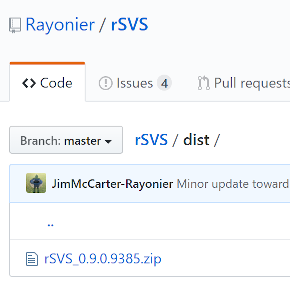 Rayonier / rSVS
Code Issues 4 Pull requests
Branch: master rSVS / dist /
JimMcCarter-Rayonier Minor update toward
..
rSVS_0.9.0.9385.zip